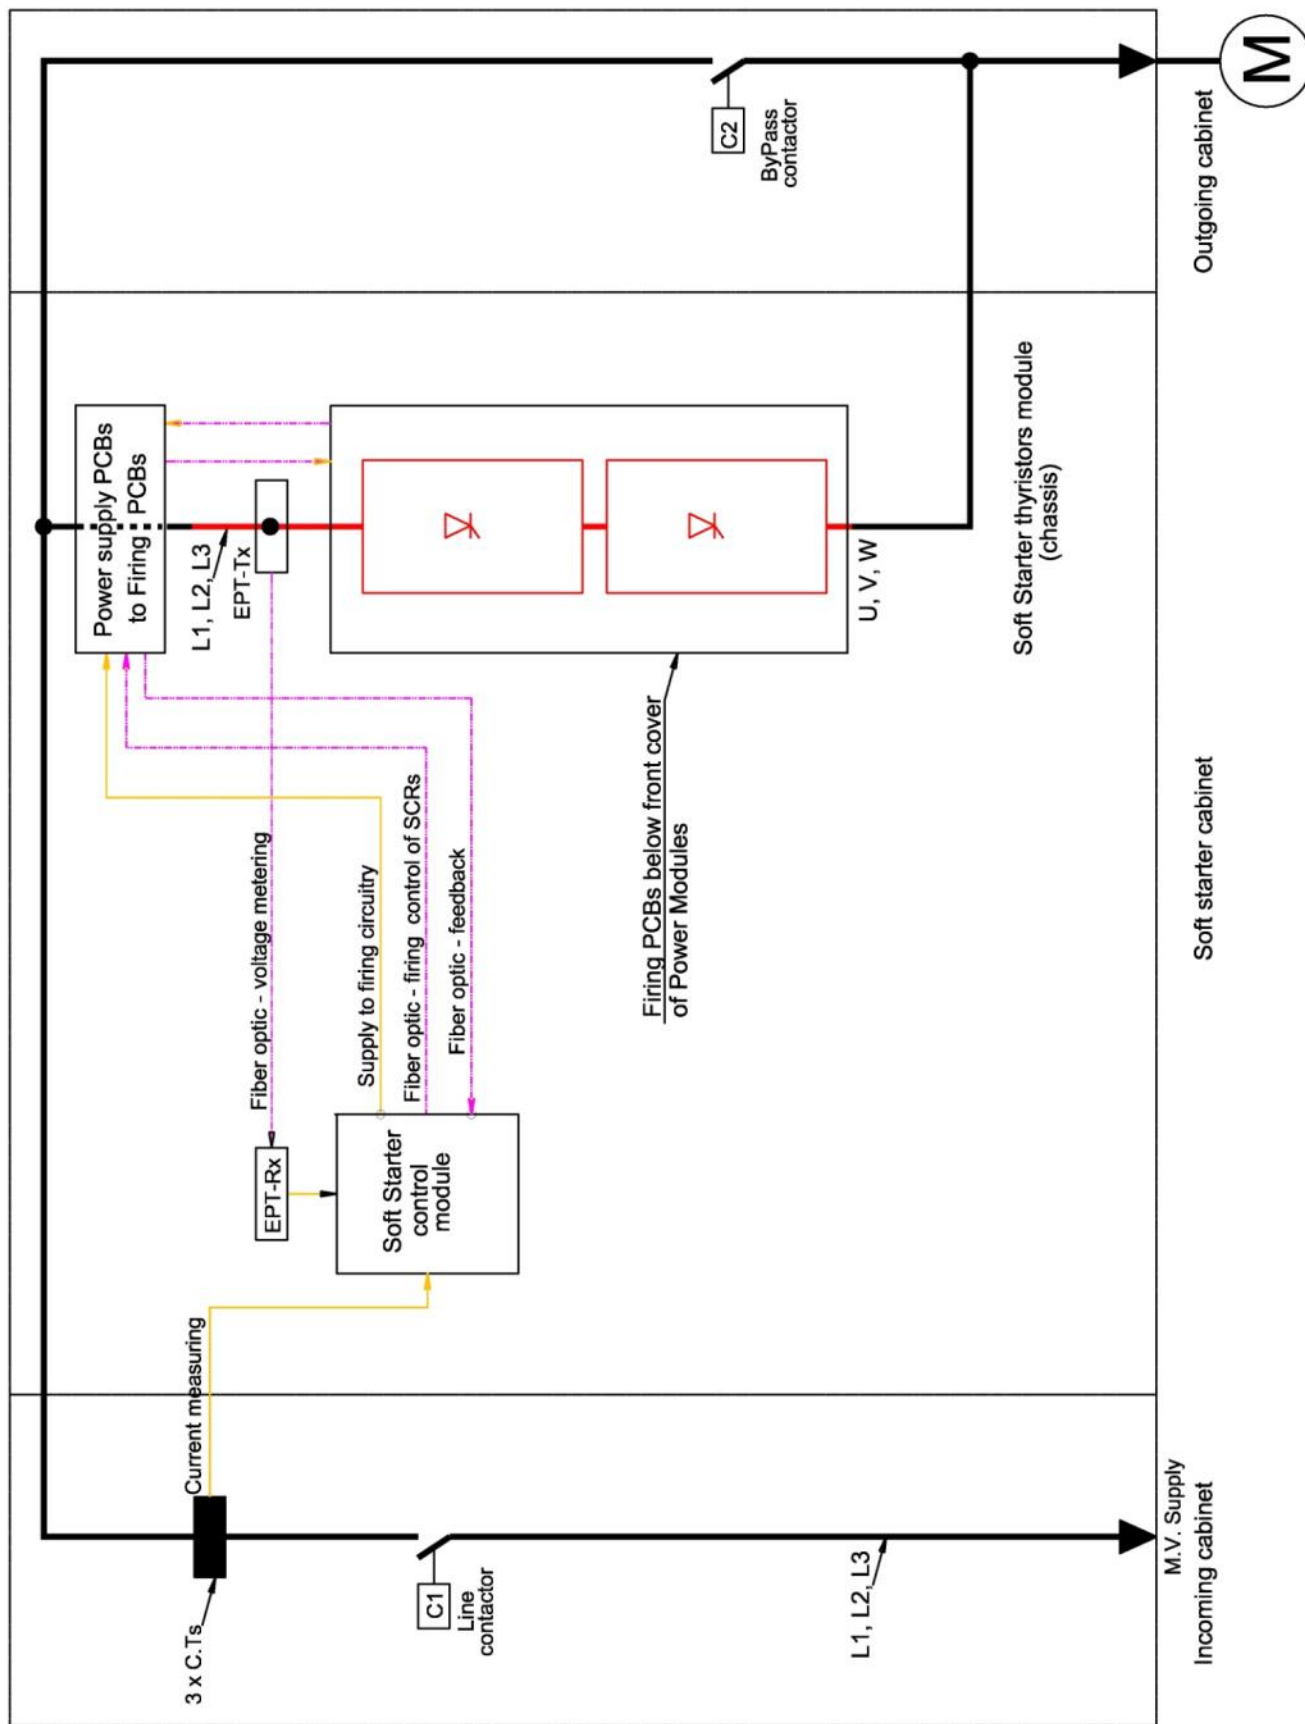 3 x C.Ts
Current measuring
C1
Line
contactor
L1, L2, L3
M.V. Supply
Incoming cabinet
EPT-Rx
Soft Starter
control
module
Fiber optic - voltage metering
Supply to firing circuitry
Fiber optic - firing control of SCRs
Fiber optic - feedback
Power supply PCBs
to Firing PCBs
L1, L2, L3
EPT-Tx
U, V, W
Firing PCBs below front cover
of Power Modules
Soft Starter thyristors module
(chassis)
Soft starter cabinet
C2
ByPass
contactor
Outgoing cabinet
M